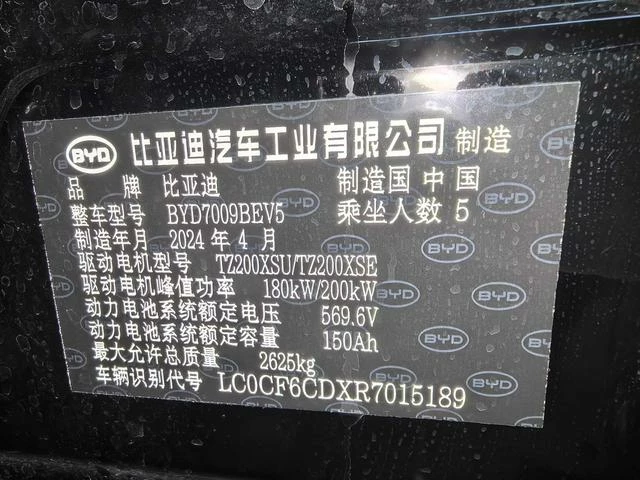 BYD 比亚迪汽车工业有限公司 制造
品 牌 比亚迪 制造国 中国
整车型号 BYD7009BEV5 乘坐人数 5
制造年月 2024 年 4 月
驱动电机型号 TZ200XSU/TZ200XSE
驱动电机峰值功率 180kW/200kW
动力电池系统额定电压 569.6V
动力电池系统额定容量 150Ah
最大允许总质量 2625kg
车辆识别代号 LC0CF6CDXR7015189